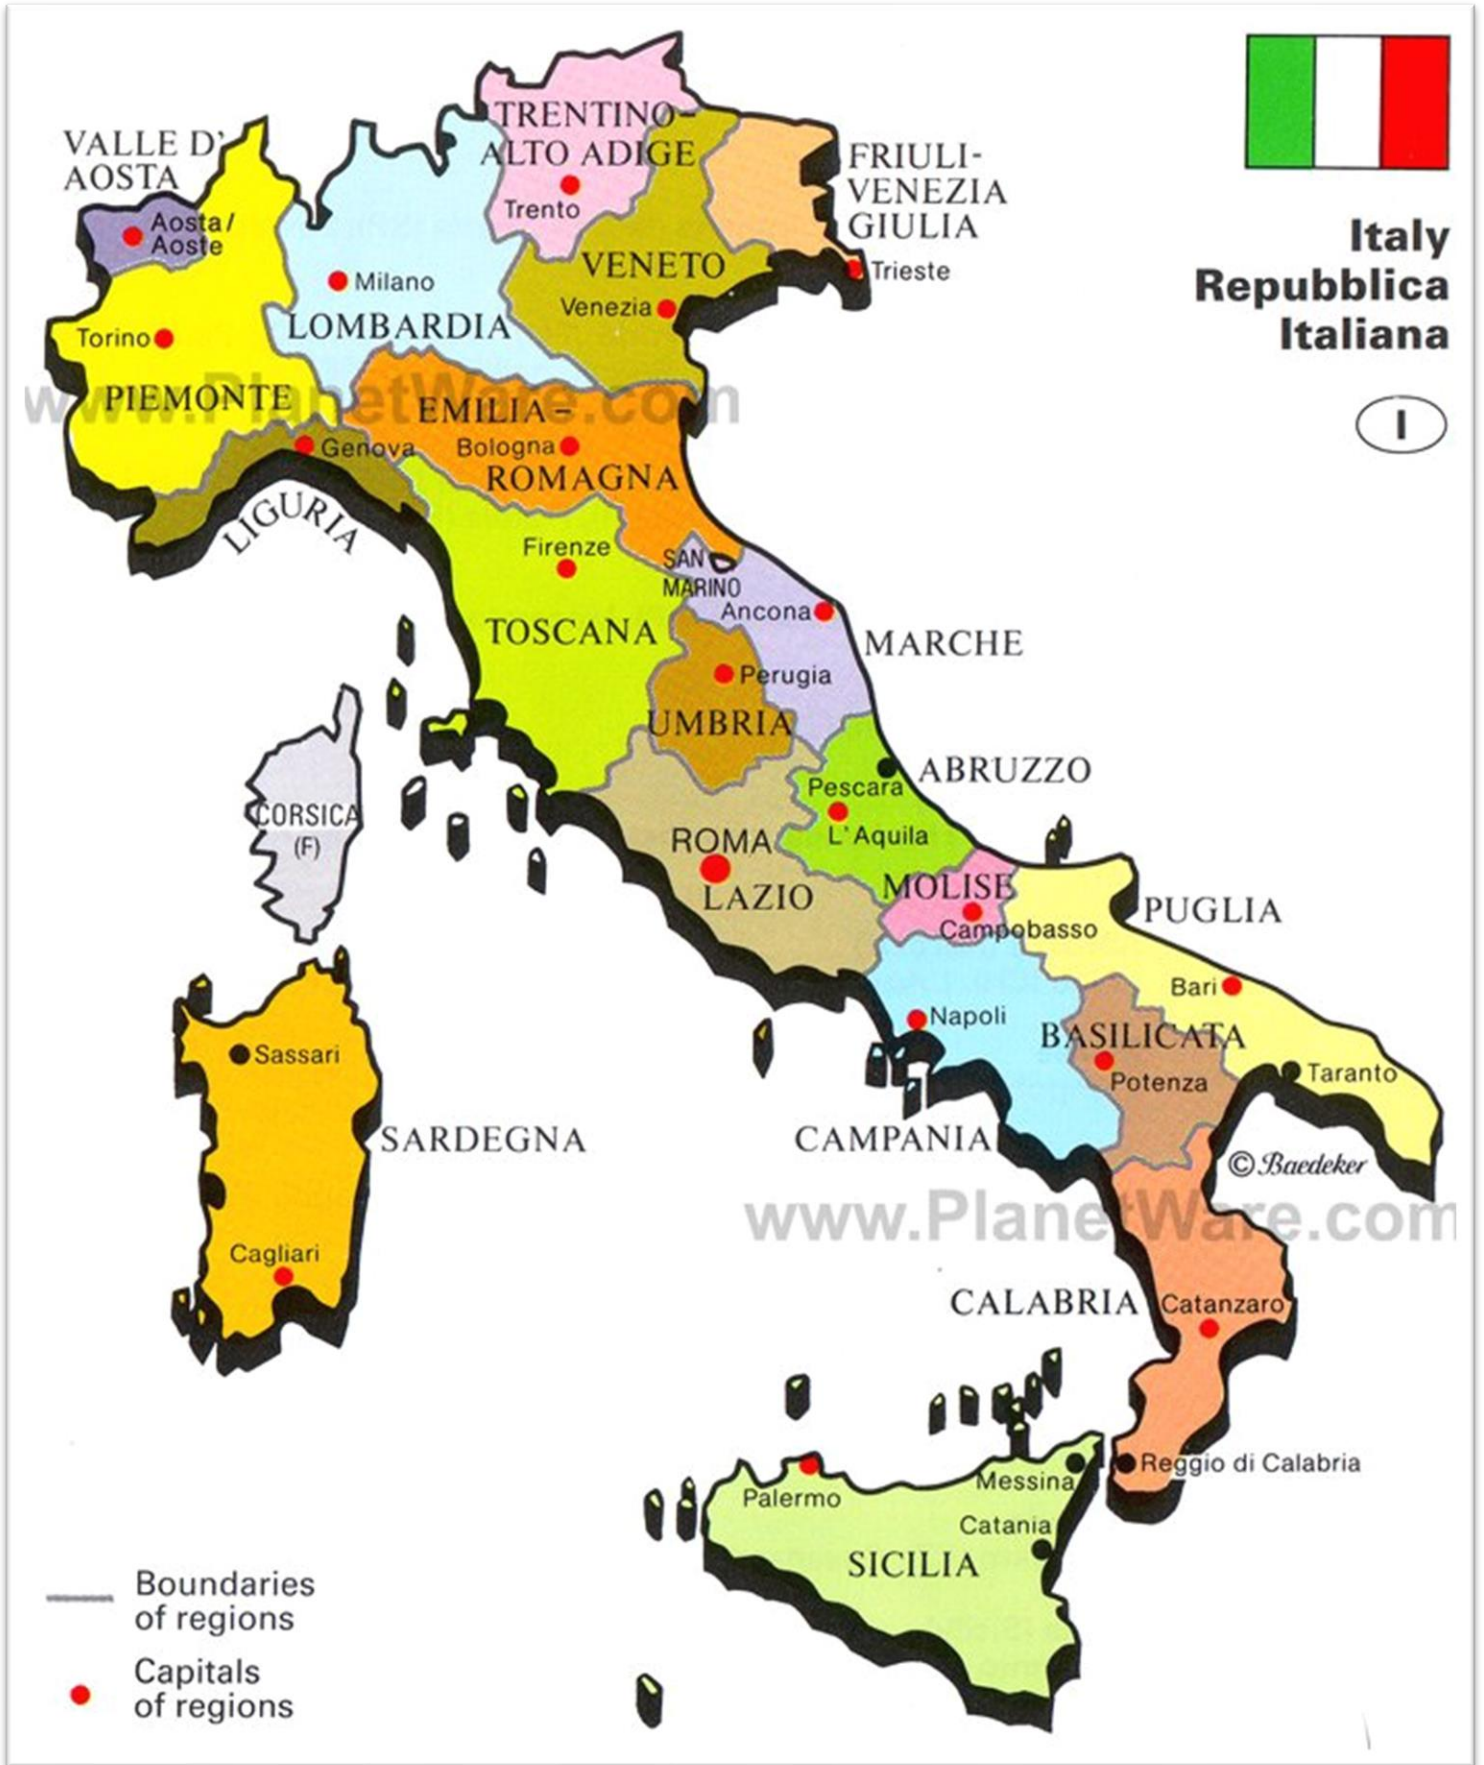 TRENTINO-
ALTO ADIGE
Trento
VALLE D'
AOSTA
Aosta/
Aoste
FRIULI-
VENEZIA
GIULIA
Trieste
Italy
Repubblica
Italiana
I
Milano
LOMBARDIA
VENETO
Venezia
Torino
PIEMONTE
www.PlanetWare.com
EMILIA-
Bologna
ROMAGNA
Genova
LIGURIA
Firenze
TOSCANA
SAN
MARINO
Ancona
MARCHE
Perugia
UMBRIA
ABRUZZO
Pescara
L'Aquila
CORSICA
(F)
ROMA
LAZIO
MOLISE
Campobasso
PUGLIA
Bari
Napoli
BASILICATA
Potenza
Taranto
Sassari
SARDEGNA
CAMPANIA
© Baedeker
www.PlanetWare.com
Cagliari
CALABRIA
Catanzaro
Reggio di Calabria
Messina
Palermo
Catania
SICILIA
Boundaries
of regions
Capitals
of regions